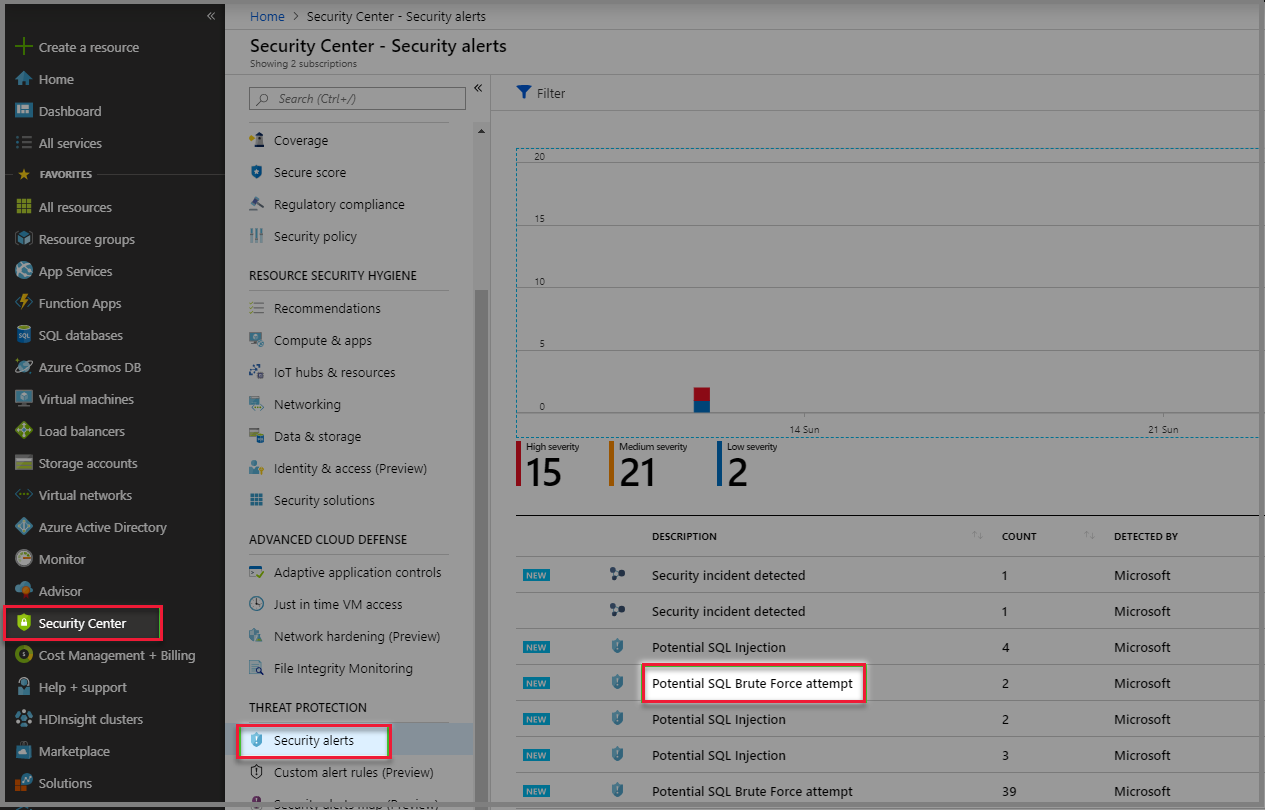 «
Create a resource
Home
Dashboard
All services
FAVORITES
All resources
Resource groups
App Services
Function Apps
SQL databases
Azure Cosmos DB
Virtual machines
Load balancers
Storage accounts
Virtual networks
Azure Active Directory
Monitor
Advisor
Security Center
Cost Management + Billing
Help + support
HDInsight clusters
Marketplace
Solutions
Home > Security Center - Security alerts
Security Center - Security alerts
Showing 2 subscriptions
Search (Ctrl+/)
«
Coverage
Secure score
Regulatory compliance
Security policy
RESOURCE SECURITY HYGIENE
Recommendations
Compute & apps
IoT hubs & resources
Networking
Data & storage
Identity & access (Preview)
Security solutions
ADVANCED CLOUD DEFENSE
Adaptive application controls
Just in time VM access
Network hardening (Preview)
File Integrity Monitoring
THREAT PROTECTION
Security alerts
Custom alert rules (Preview)
Security alerts map (Preview)
Filter
20
15
10
5
0
14 Sun 21 Sun
High severity Medium severity Low severity
15 21 2
DESCRIPTION COUNT DETECTED BY
NEW Security incident detected 1 Microsoft
Security incident detected 1 Microsoft
NEW Potential SQL Injection 4 Microsoft
NEW Potential SQL Brute Force attempt 2 Microsoft
NEW Potential SQL Injection 2 Microsoft
NEW Potential SQL Injection 3 Microsoft
NEW Potential SQL Brute Force attempt 39 Microsoft